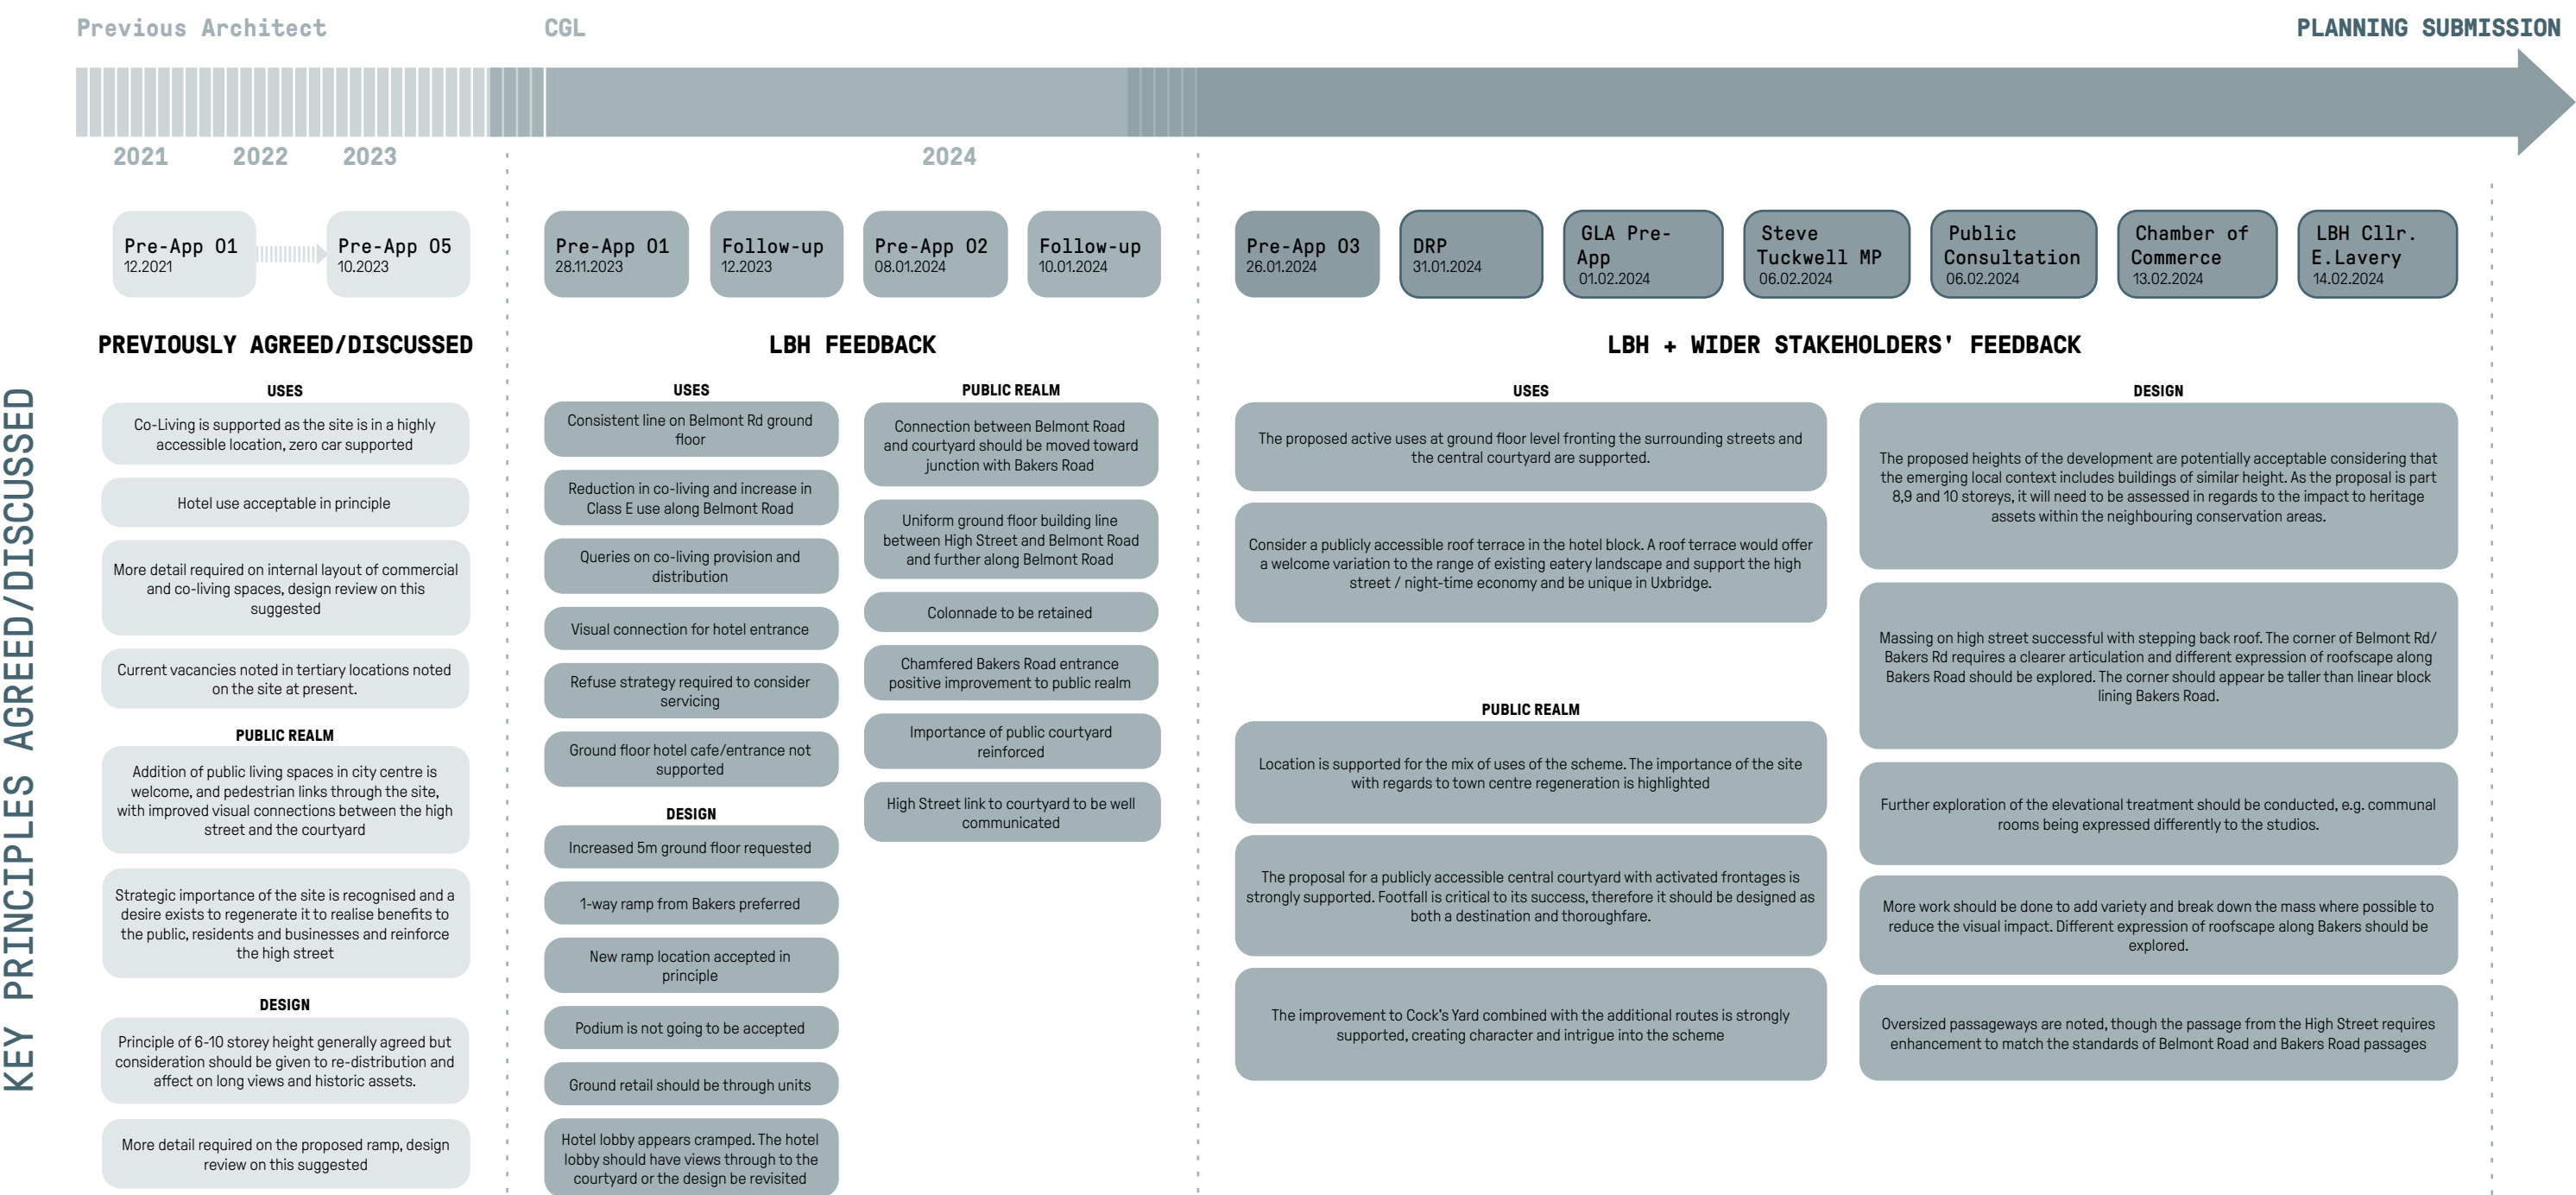 Previous Architect
CGL
PLANNING SUBMISSION
2021
2022
2023
2024
KEY PRINCIPLES AGREED/DISCUSSED
Pre-App 01
12.2021
Pre-App 05
10.2023
Pre-App 01
28.11.2023
Follow-up
12.2023
Pre-App 02
08.01.2024
Follow-up
10.01.2024
Pre-App 03
26.01.2024
DRP
31.01.2024
GLA Pre-
App
01.02.2024
Steve
Tuckwell MP
06.02.2024
Public
Consultation
06.02.2024
Chamber of
Commerce
13.02.2024
LBH Cllr.
E.Lavery
14.02.2024
PREVIOUSLY AGREED/DISCUSSED
USES
Co-Living is supported as the site is in a highly
accessible location, zero car supported
Hotel use acceptable in principle
More detail required on internal layout of commercial
and co-living spaces, design review on this
suggested
Current vacancies noted in tertiary locations noted
on the site at present.
PUBLIC REALM
Addition of public living spaces in city centre is
welcome, and pedestrian links through the site,
with improved visual connections between the high
street and the courtyard
Strategic importance of the site is recognised and a
desire exists to regenerate it to realise benefits to
the public, residents and businesses and reinforce
the high street
DESIGN
Principle of 6-10 storey height generally agreed but
consideration should be given to re-distribution and
affect on long views and historic assets.
More detail required on the proposed ramp, design
review on this suggested
LBH FEEDBACK
USES
Consistent line on Belmont Rd ground
floor
Reduction in co-living and increase in
Class E use along Belmont Road
Queries on co-living provision and
distribution
Visual connection for hotel entrance
Refuse strategy required to consider
servicing
Ground floor hotel cafe/entrance not
supported
DESIGN
Increased 5m ground floor requested
1-way ramp from Bakers preferred
New ramp location accepted in
principle
Podium is not going to be accepted
Ground retail should be through units
Hotel lobby appears cramped. The hotel
lobby should have views through to the
courtyard or the design be revisited
PUBLIC REALM
Connection between Belmont Road
and courtyard should be moved toward
junction with Bakers Road
Uniform ground floor building line
between High Street and Belmont Road
and further along Belmont Road
Colonnade to be retained
Chamfered Bakers Road entrance
positive improvement to public realm
Importance of public courtyard
reinforced
High Street link to courtyard to be well
communicated
LBH + WIDER STAKEHOLDERS' FEEDBACK
USES
The proposed active uses at ground floor level fronting the surrounding streets and
the central courtyard are supported.
Consider a publicly accessible roof terrace in the hotel block. A roof terrace would offer
a welcome variation to the range of existing eatery landscape and support the high
street / night-time economy and be unique in Uxbridge.
PUBLIC REALM
Location is supported for the mix of uses of the scheme. The importance of the site
with regards to town centre regeneration is highlighted
The proposal for a publicly accessible central courtyard with activated frontages is
strongly supported. Footfall is critical to its success, therefore it should be designed as
both a destination and thoroughfare.
The improvement to Cock's Yard combined with the additional routes is strongly
supported, creating character and intrigue into the scheme
DESIGN
The proposed heights of the development are potentially acceptable considering that
the emerging local context includes buildings of similar height. As the proposal is part
8,9 and 10 storeys, it will need to be assessed in regards to the impact to heritage
assets within the neighbouring conservation areas.
Massing on high street successful with stepping back roof. The corner of Belmont Rd/
Bakers Rd requires a clearer articulation and different expression of roofscape along
Bakers Road should be explored. The corner should appear be taller than linear block
lining Bakers Road.
Further exploration of the elevational treatment should be conducted, e.g. communal
rooms being expressed differently to the studios.
More work should be done to add variety and break down the mass where possible to
reduce the visual impact. Different expression of roofscape along Bakers should be
explored.
Oversized passageways are noted, though the passage from the High Street requires
enhancement to match the standards of Belmont Road and Bakers Road passages